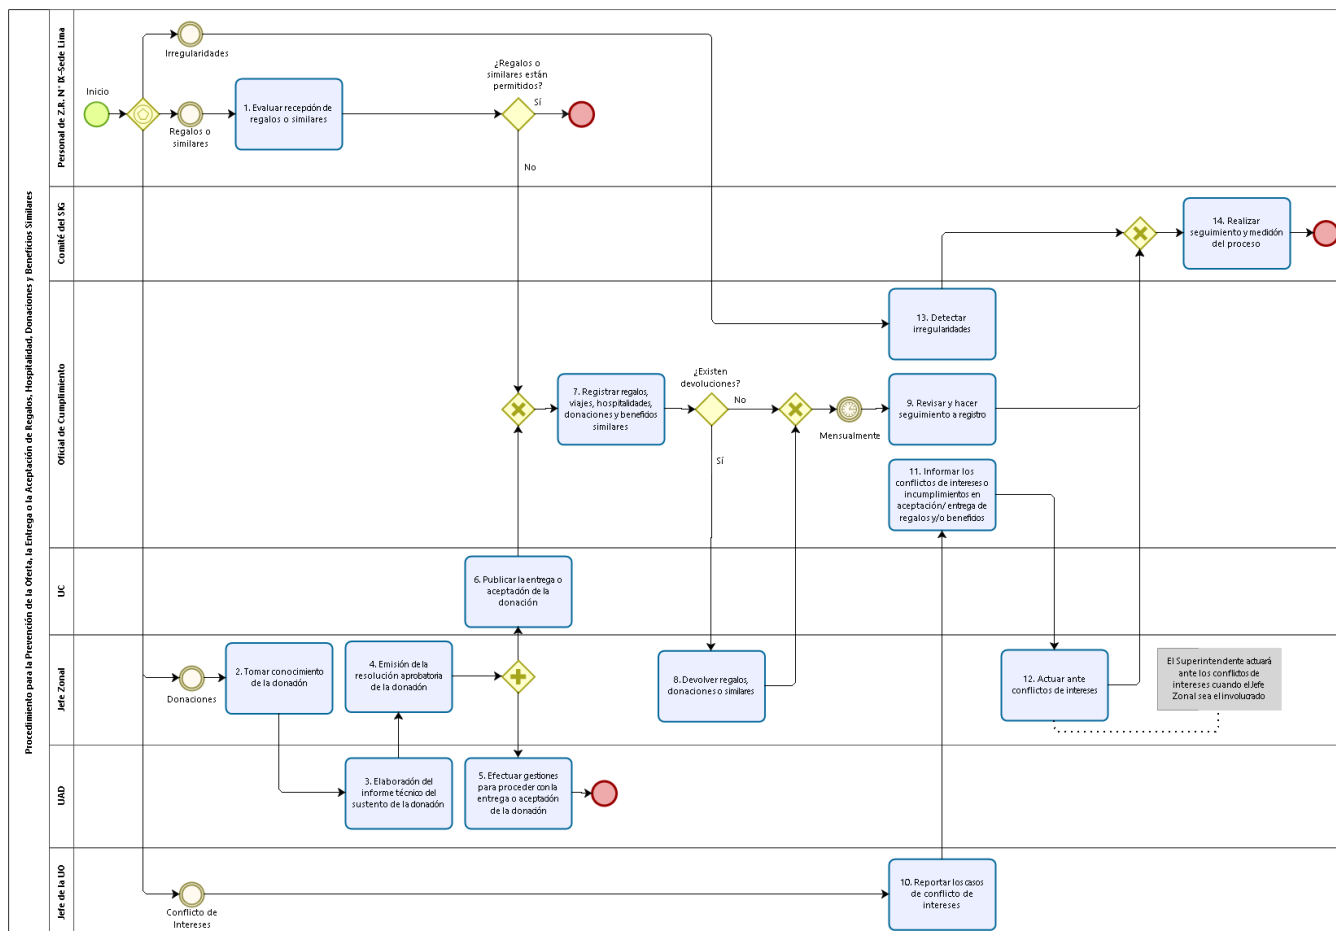 Procedimiento para la Prevención de la Oferta, la Entrega o la Aceptación de Regalos, Hospitalidad, Donaciones y Beneficios Similares
Personal de Z.R. N° IX-Sede Lima
Inicio
Irregularidades
Regalos o
similares
1. Evaluar recepción de
regalos o similares
¿Regalos o
similares están
permitidos?
Sí
No
Comité del SIG
14. Realizar
seguimiento y medición
del proceso
Oficial de Cumplimiento
13. Detectar
irregularidades
7. Registrar regalos,
viajes, hospitalidades,
donaciones y beneficios
similares
¿Existen
devoluciones?
No
Sí
Mensualmente
9. Revisar y hacer
seguimiento a registro
11. Informar los
conflictos de intereses o
incumplimientos en
aceptación/ entrega de
regalos y/o beneficios
UC
6. Publicar la entrega o
aceptación de la
donación
Jefe Zonal
Donaciones
2. Tomar conocimiento
de la donación
4. Emisión de la
resolución aprobatoria
de la donación
8. Devolver regalos,
donaciones o similares
12. Actuar ante
conflictos de intereses
El Superintendente actuará
ante los conflictos de
intereses cuando el Jefe
Zonal sea el involucrado
UAD
3. Elaboración del
informe técnico del
sustento de la donación
5. Efectuar gestiones
para proceder con la
entrega o aceptación
de la donación
Jefe de la UO
Conflicto de
Intereses
10. Reportar los casos
de conflicto de
intereses